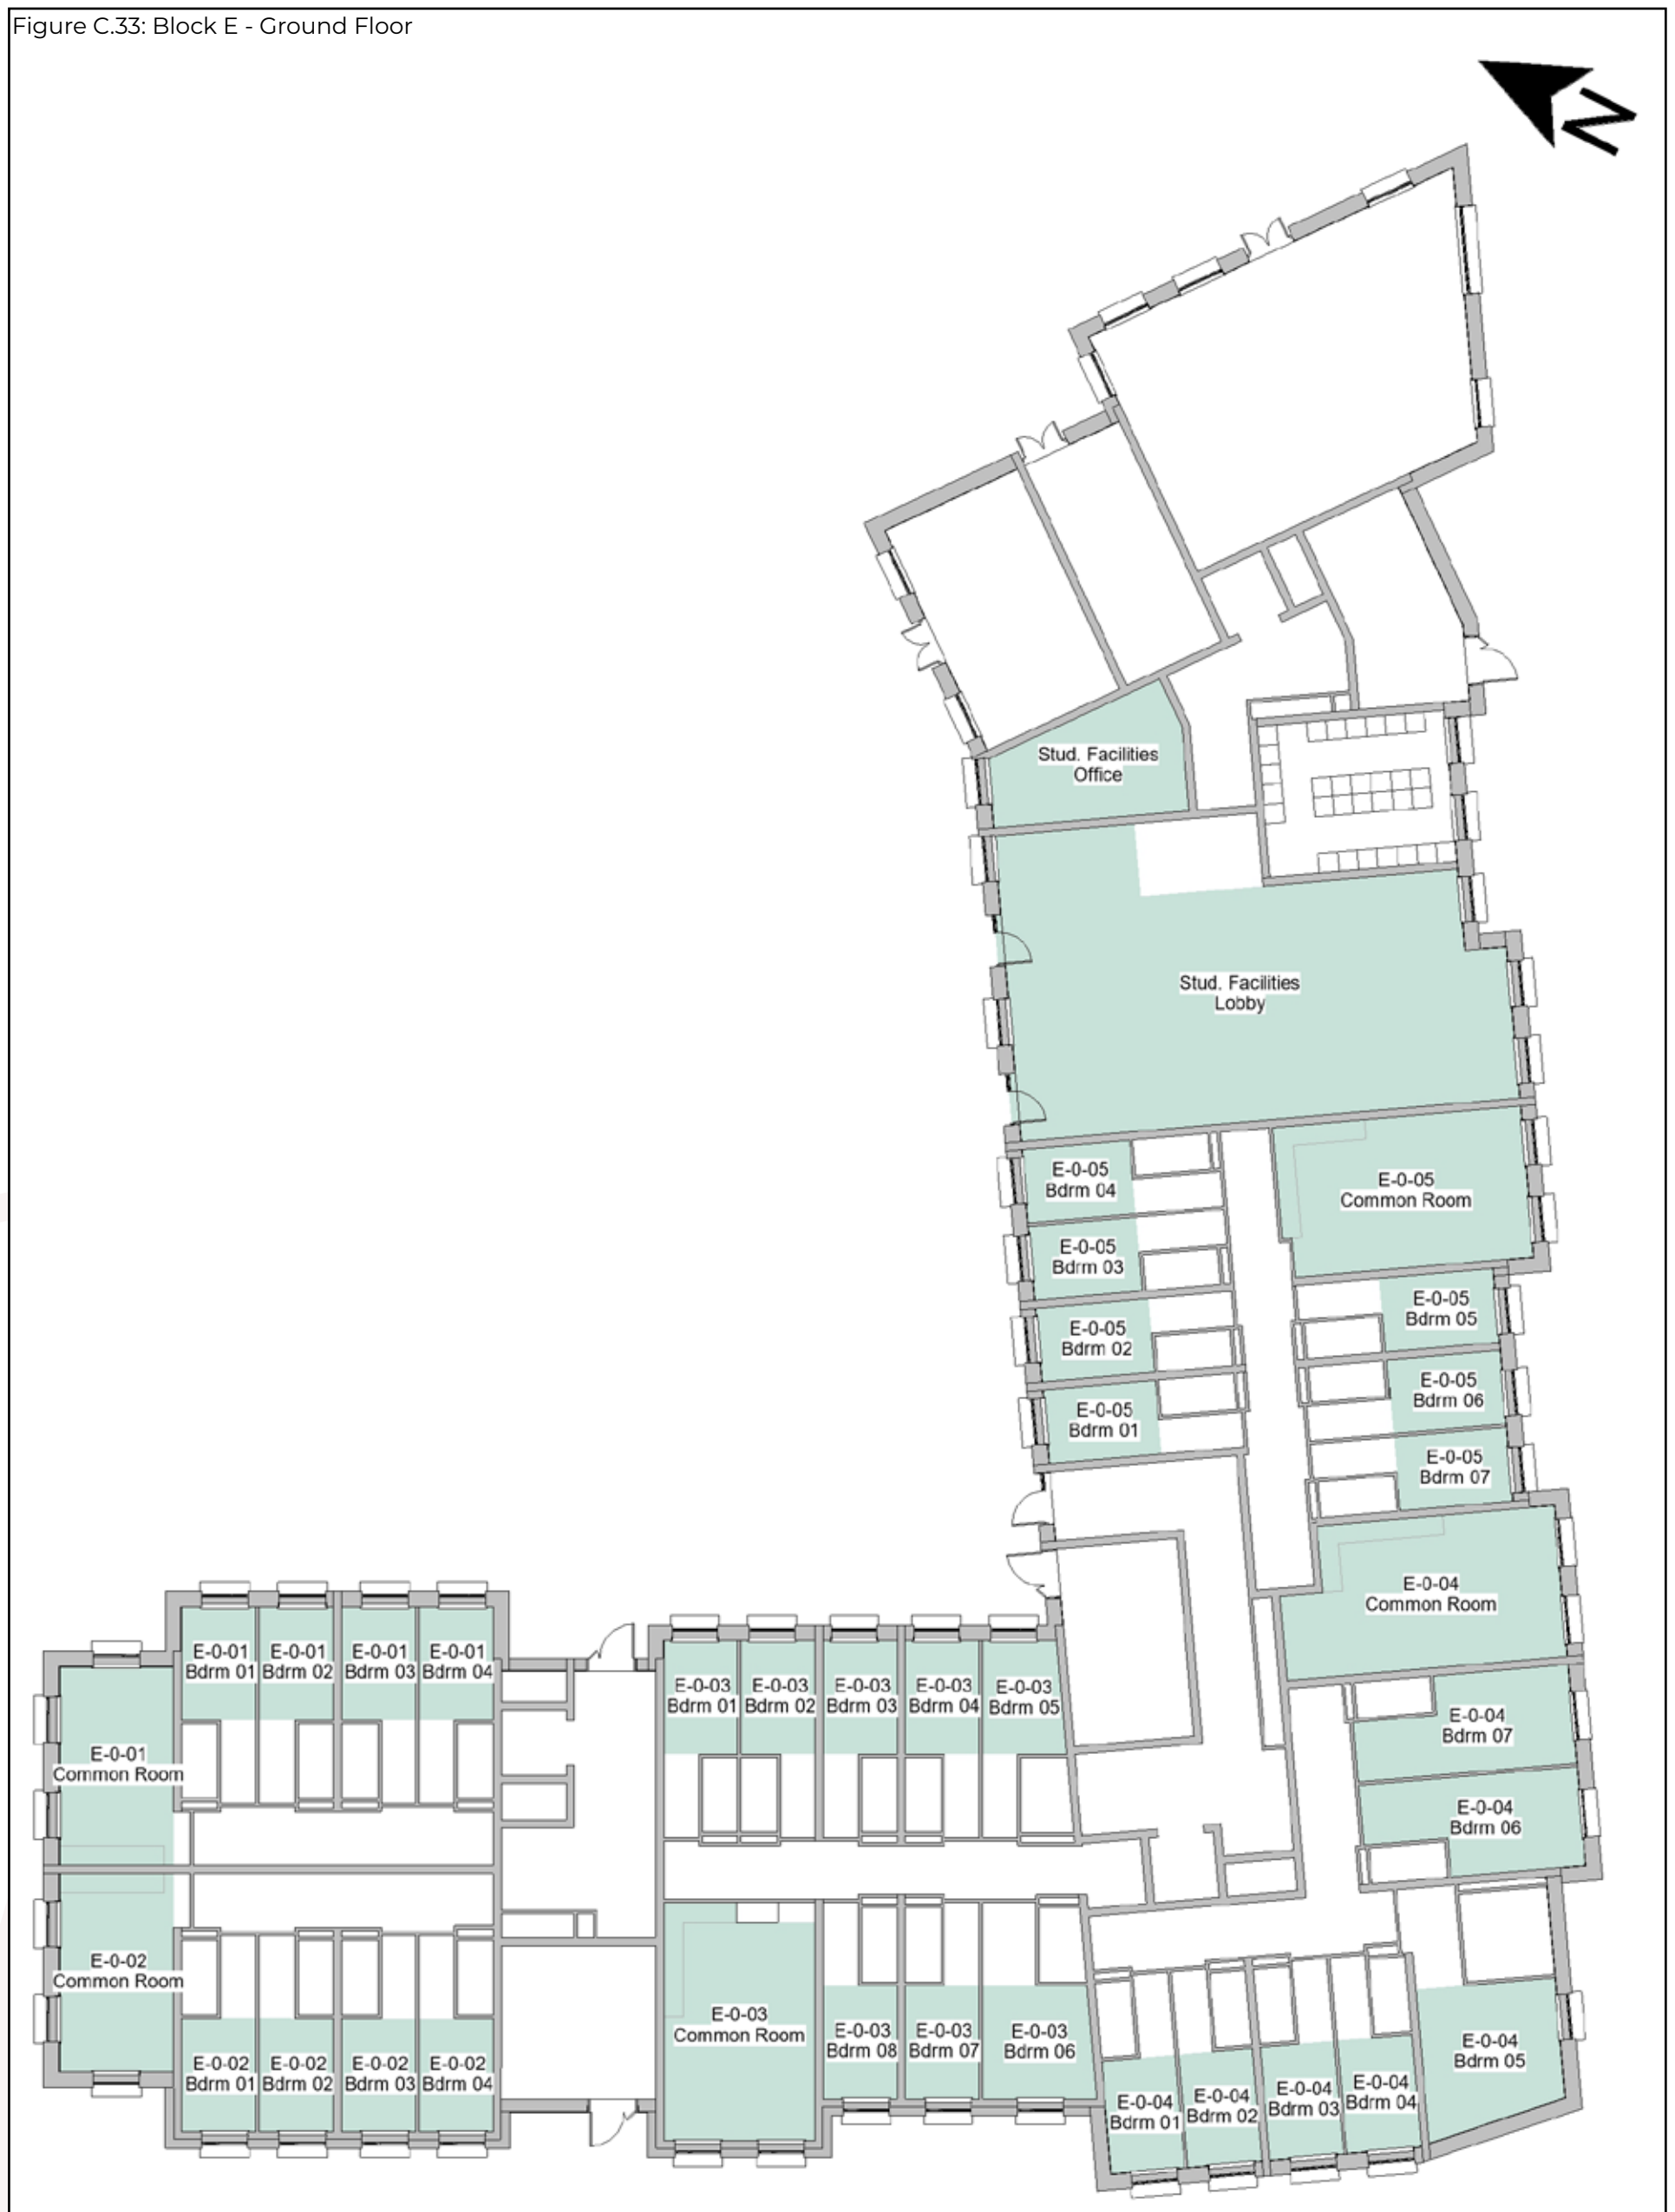 Figure C.33: Block E - Ground Floor
N
Stud. Facilities
Office
Stud. Facilities
Lobby
E-0-05
Bdrm 04
E-0-05
Common Room
E-0-05
Bdrm 03
E-0-05
Bdrm 05
E-0-05
Bdrm 02
E-0-05
Bdrm 06
E-0-05
Bdrm 01
E-0-05
Bdrm 07
E-0-04
Common Room
E-0-01
Bdrm 01
E-0-01
Bdrm 02
E-0-01
Bdrm 03
E-0-01
Bdrm 04
E-0-03
Bdrm 01
E-0-03
Bdrm 02
E-0-03
Bdrm 03
E-0-03
Bdrm 04
E-0-03
Bdrm 05
E-0-04
Bdrm 07
E-0-01
Common Room
E-0-04
Bdrm 06
E-0-02
Common Room
E-0-03
Common Room
E-0-03
Bdrm 08
E-0-03
Bdrm 07
E-0-03
Bdrm 06
E-0-04
Bdrm 05
E-0-02
Bdrm 01
E-0-02
Bdrm 02
E-0-02
Bdrm 03
E-0-02
Bdrm 04
E-0-04
Bdrm 01
E-0-04
Bdrm 02
E-0-04
Bdrm 03
E-0-04
Bdrm 04